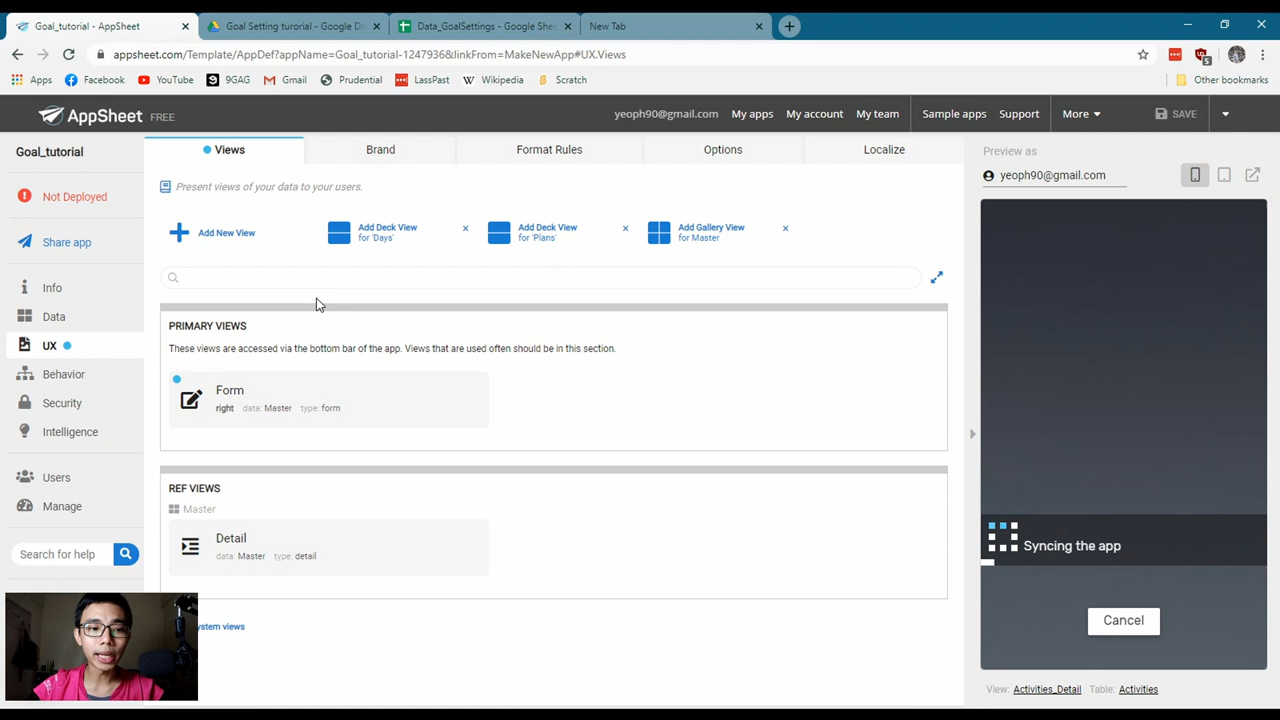 Goal_tutorial - AppSheet
Goal Setting turorial - Google Dr
Data_GoalSettings - Google Shee
New Tab
appsheet.com/Template/AppDef?appName=Goal_tutorial-1247936&linkFrom=MakeNewApp#UX.Views
Apps
Facebook
YouTube
9GAG
Gmail
Prudential
LassPast
Wikipedia
Scratch
Other bookmarks
AppSheet FREE
yeoph90@gmail.com
My apps
My account
My team
Sample apps
Support
More
SAVE
Goal_tutorial
Views
Brand
Format Rules
Options
Localize
Preview as
yeoph90@gmail.com
Not Deployed
Share app
Info
Data
UX
Behavior
Security
Intelligence
Users
Manage
Search for help
Present views of your data to your users.
Add New View
Add Deck View
for 'Days'
Add Deck View
for 'Plans'
Add Gallery View
for Master
PRIMARY VIEWS
These views are accessed via the bottom bar of the app. Views that are used often should be in this section.
Form
right data: Master type: form
REF VIEWS
Master
Detail
data: Master type: detail
ystem views
Syncing the app
Cancel
View: Activities_Detail Table: Activities